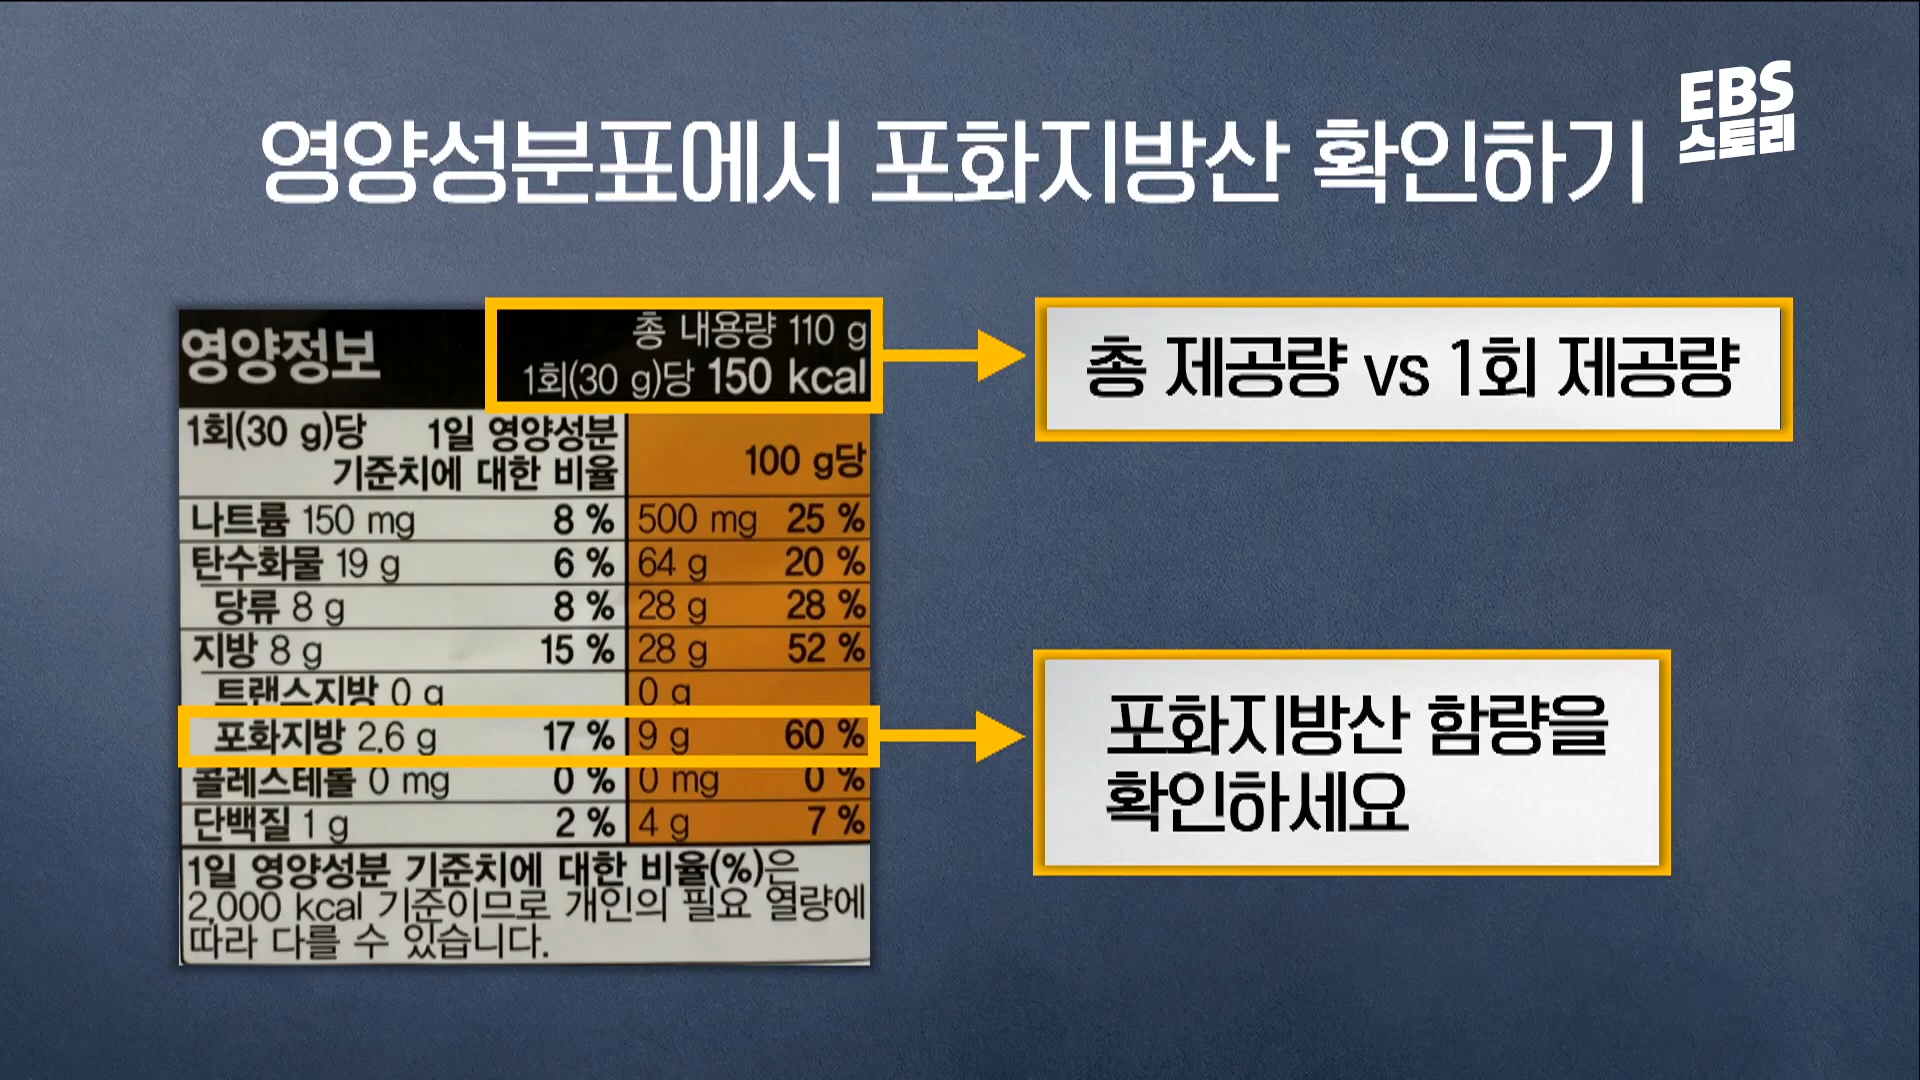 영양성분표에서 포화지방산 확인하기
EBS
스토리
영양정보
총 내용량 110 g
1회(30 g)당 150 kcal
총 제공량 vs 1회 제공량
1회(30 g)당 1일 영양성분
기준치에 대한 비율
100 g당
나트륨 150 mg 8 % 500 mg 25 %
탄수화물 19 g 6 % 64 g 20 %
당류 8 g 8 % 28 g 28 %
지방 8 g 15 % 28 g 52 %
트랜스지방 0 g 0 g
포화지방 2.6 g 17 % 9 g 60 %
콜레스테롤 0 mg 0 % 0 mg 0 %
단백질 1 g 2 % 4 g 7 %
1일 영양성분 기준치에 대한 비율(%)은
2,000 kcal 기준이므로 개인의 필요 열량에
따라 다를 수 있습니다.
포화지방산 함량을
확인하세요